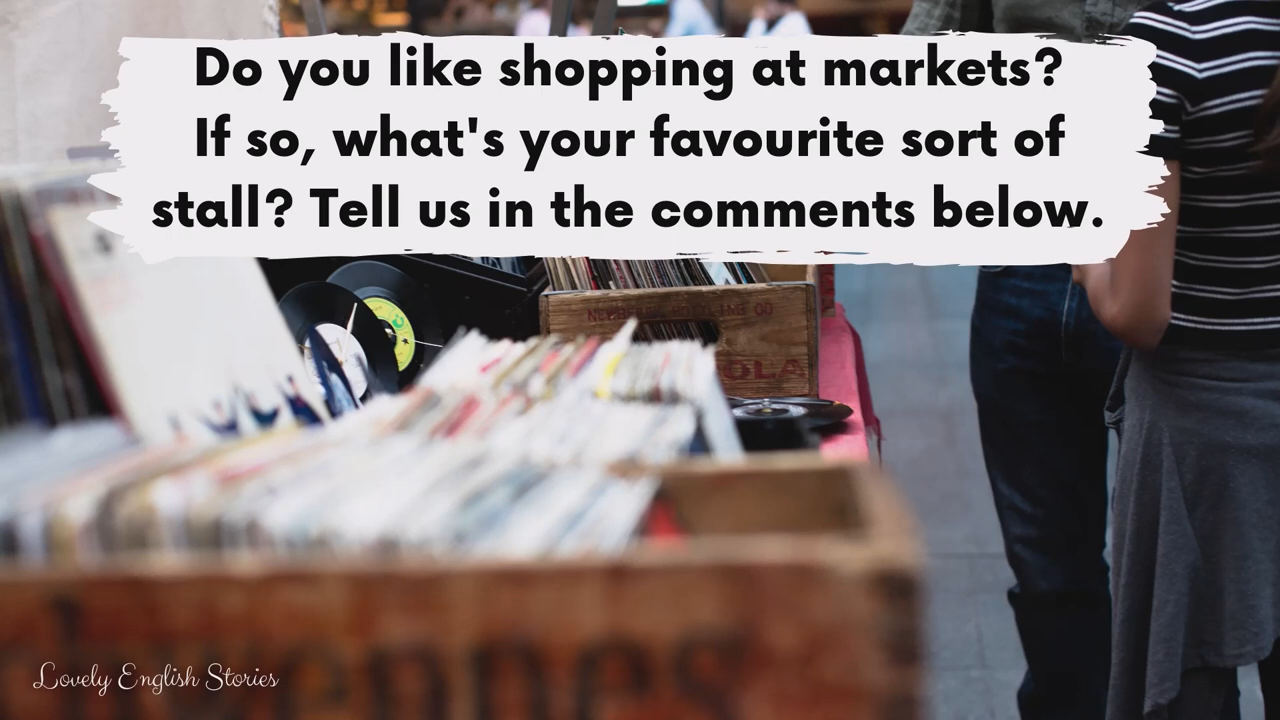 Do you like shopping at markets?
If so, what's your favourite sort of
stall? Tell us in the comments below.
OLA
Lovely English Stories